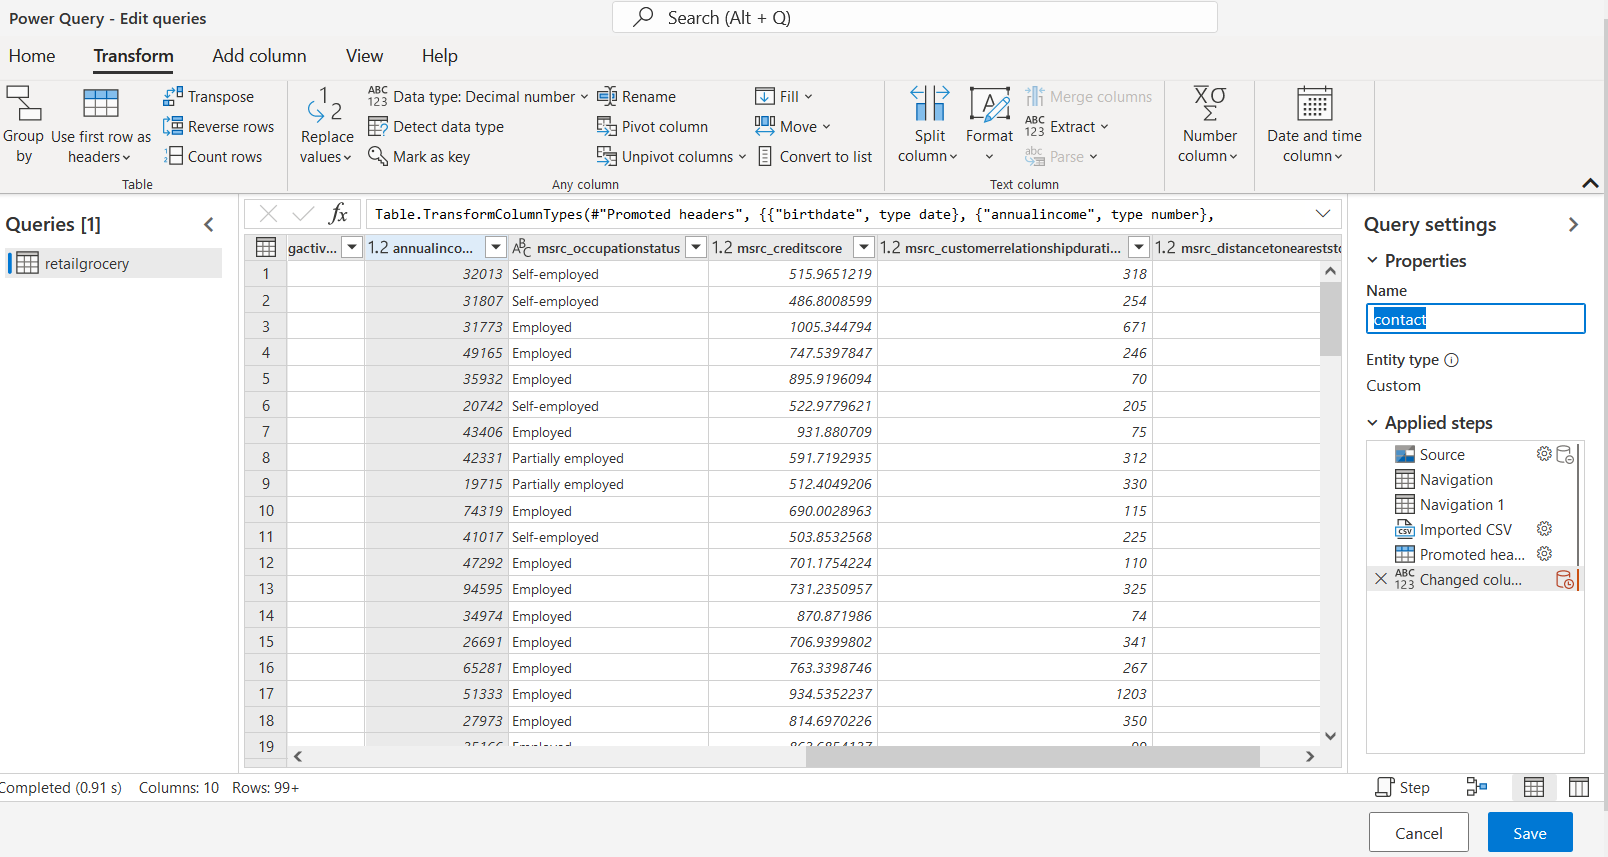 Power Query - Edit queries
Search (Alt + Q)
Home Transform Add column View Help
Group by
Use first row as headers
Transpose
Reverse rows
Count rows
Table
Replace values
Data type: Decimal number
Detect data type
Mark as key
Rename
Pivot column
Unpivot columns
Fill
Move
Convert to list
Any column
Split column
Format
Merge columns
Extract
Parse
Text column
Number column
Date and time column
Queries [1]
retailgrocery
fx Table.TransformColumnTypes(#"Promoted headers", {{"birthdate", type date}, {"annualincome", type number},
gactiv... 1.2 annualinco... ABC msrc_occupationstatus 1.2 msrc_creditscore 1.2 msrc_customerrelationshipdurati... 1.2 msrc_distancetonearestst
1 32013 Self-employed 515.9651219 318
2 31807 Self-employed 486.8008599 254
3 31773 Employed 1005.344794 671
4 49165 Employed 747.5397847 246
5 35932 Employed 895.9196094 70
6 20742 Self-employed 522.9779621 205
7 43406 Employed 931.880709 75
8 42331 Partially employed 591.7192935 312
9 19715 Partially employed 512.4049206 330
10 74319 Employed 690.0028963 115
11 41017 Self-employed 503.8532568 225
12 47292 Employed 701.1754224 110
13 94595 Employed 731.2350957 325
14 34974 Employed 870.871986 74
15 26691 Employed 706.9399802 341
16 65281 Employed 763.3398746 267
17 51333 Employed 934.5352237 1203
18 27973 Employed 814.6970226 350
19
Query settings
Properties
Name
contact
Entity type
Custom
Applied steps
Source
Navigation
Navigation 1
Imported CSV
Promoted hea...
Changed colu...
Completed (0.91 s) Columns: 10 Rows: 99+
Step
Cancel Save